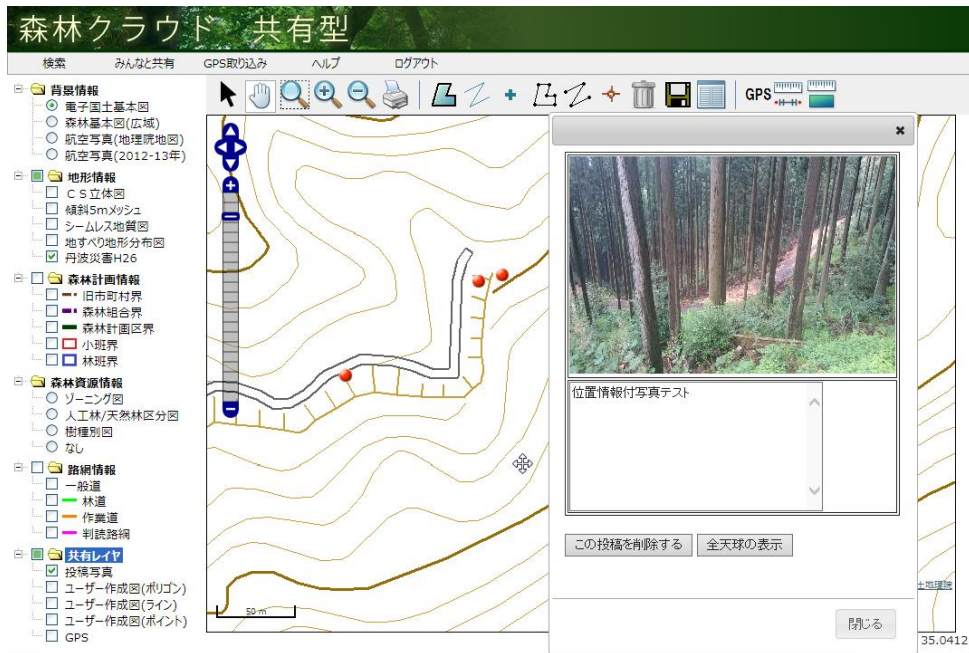 森林クラウド 共有型
検索 みんなと共有 GPS取り込み ヘルプ ログアウト
背景情報
電子国土基本図
森林基本図(広域)
航空写真(地理院地図)
航空写真(2012-13年)
地形情報
CS立体図
傾斜5mメッシュ
シームレス地質図
地すべり地形分布図
丹波災害H26
森林計画情報
旧市町村界
森林組合界
森林計画区界
小班界
林班界
森林資源情報
ゾーニング図
人工林/天然林区分図
樹種別図
なし
路網情報
一般道
林道
作業道
判読路網
共有レイヤ
投稿写真
ユーザー作成図(ポリゴン)
ユーザー作成図(ライン)
ユーザー作成図(ポイント)
GPS
GPS
50 m
位置情報付写真テスト
この投稿を削除する 全天球の表示
土地理院
閉じる
35.0412